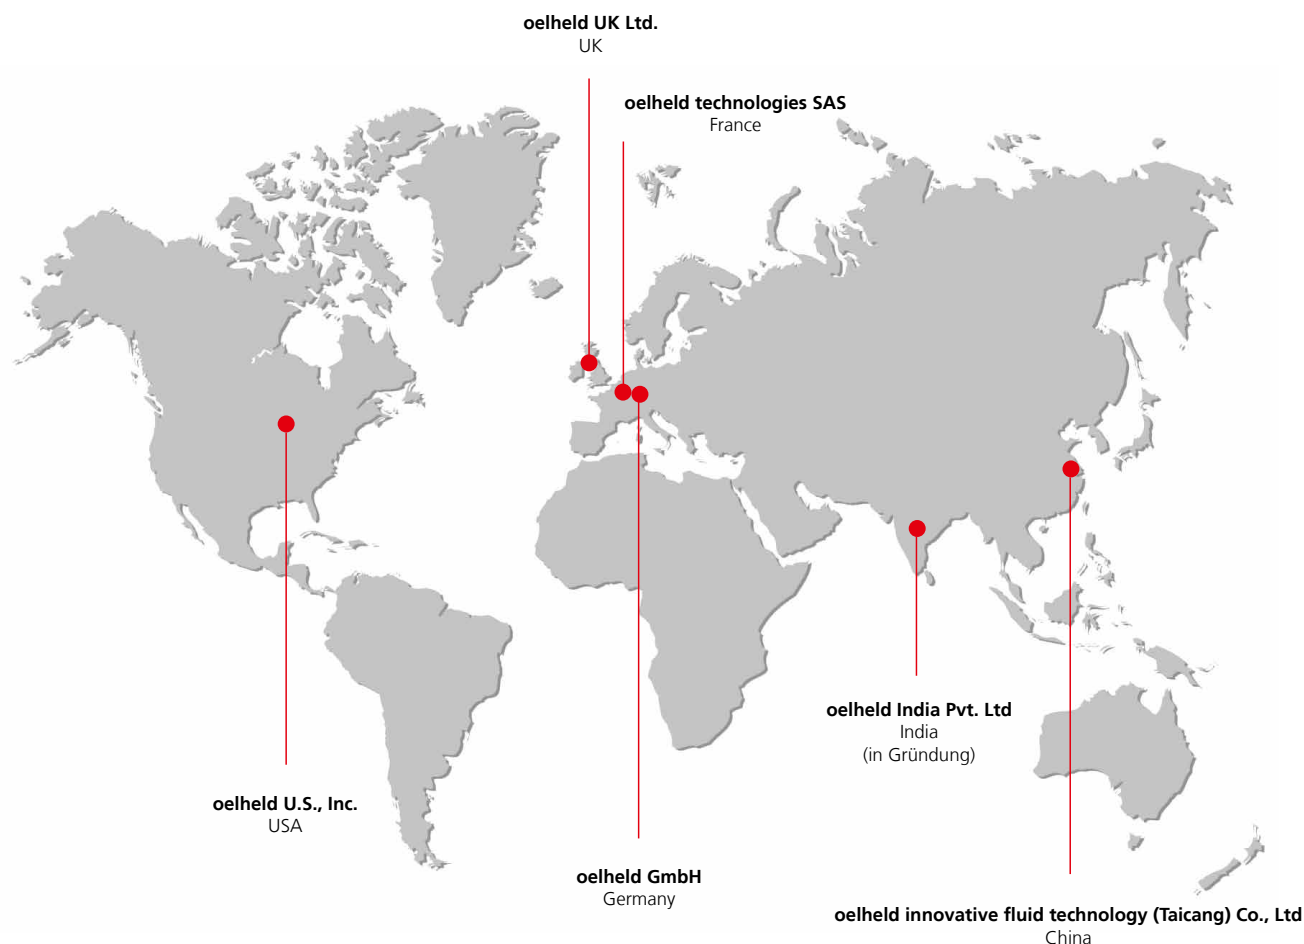 oelheld UK Ltd.
UK
oelheld technologies SAS
France
oelheld India Pvt. Ltd
India
(in Gründung)
oelheld U.S., Inc.
USA
oelheld GmbH
Germany
oelheld innovative fluid technology (Taicang) Co., Ltd
China